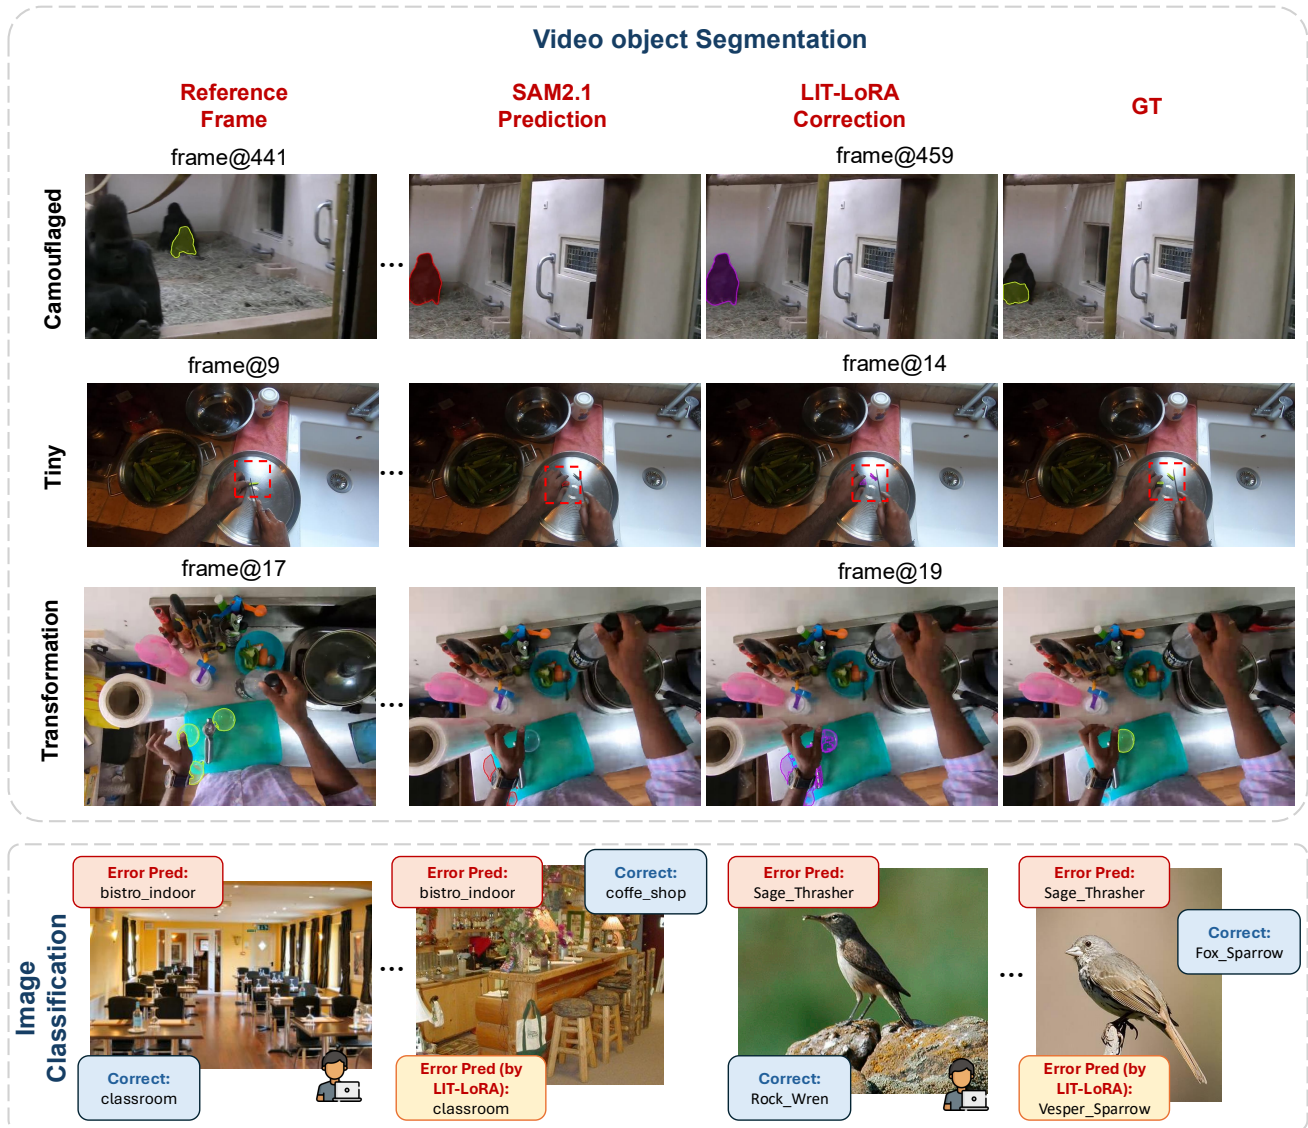 Video object Segmentation
Reference
Frame
SAM2.1
Prediction
LIT-LoRA
Correction
GT
frame@441
frame@459
Camouflaged
...
frame@9
frame@14
Tiny
...
frame@17
frame@19
Transformation
...
Image
Classification
Error Pred:
bistro_indoor
Correct:
classroom
...
Error Pred:
bistro_indoor
Correct:
coffe_shop
Error Pred (by
LIT-LoRA):
classroom
Error Pred:
Sage_Thrasher
Correct:
Rock_Wren
...
Error Pred:
Sage_Thrasher
Correct:
Fox_Sparrow
Error Pred (by
LIT-LoRA):
Vesper_Sparrow